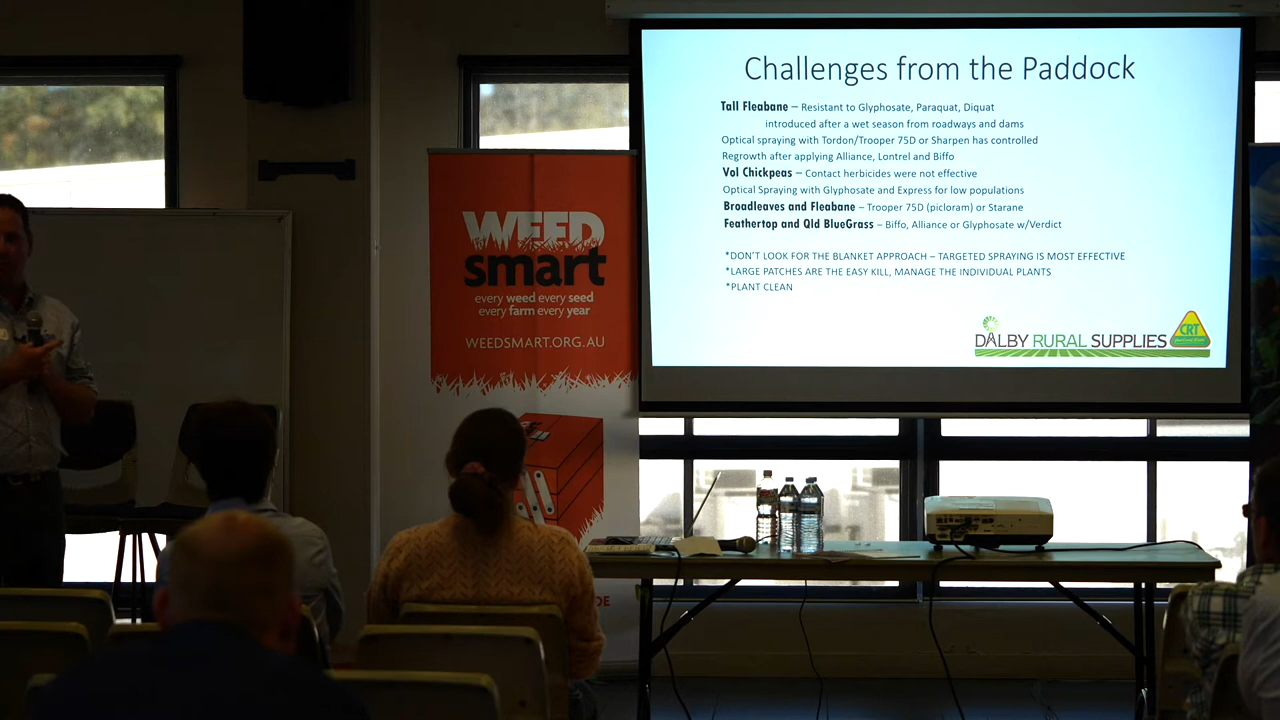 Challenges from the Paddock
Tall Fleabane – Resistant to Glyphosate, Paraquat, Diquat
introduced after a wet season from roadways and dams
Optical spraying with Tordon/Trooper 75D or Sharpen has controlled
Regrowth after applying Alliance, Lontrel and Biffo
Vol Chickpeas – Contact herbicides were not effective
Optical Spraying with Glyphosate and Express for low populations
Broadleaves and Fleabane – Trooper 75D (picloram) or Starane
Feathertop and Qld BlueGrass – Biffo, Alliance or Glyphosate w/Verdict
*DON'T LOOK FOR THE BLANKET APPROACH – TARGETED SPRAYING IS MOST EFFECTIVE
*LARGE PATCHES ARE THE EASY KILL, MANAGE THE INDIVIDUAL PLANTS
*PLANT CLEAN
DALBY RURAL SUPPLIES
CRT
WEED
smart
every weed every seed
every farm every year
WEEDSMART.ORG.AU